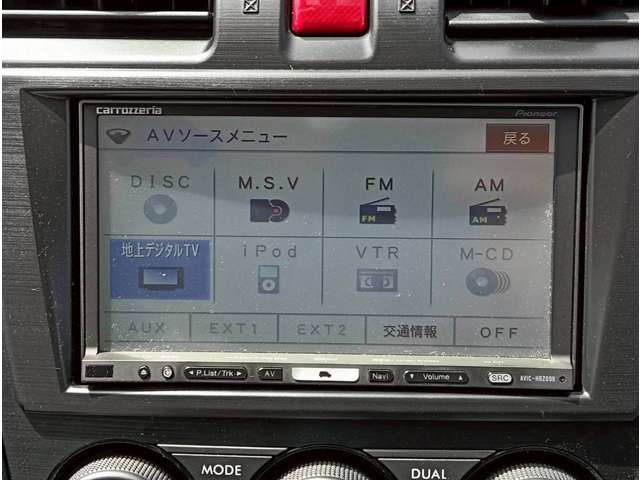 carrozzeria Pioneer
AVソースメニュー 戻る
DISC M.S.V FM AM
FM AM
地上デジタルTV iPod VTR M-CD
AUX EXT1 EXT2 交通情報 OFF
P.List/Trk AV Navi Volume SRC AVIC-HRZ099
MODE DUAL